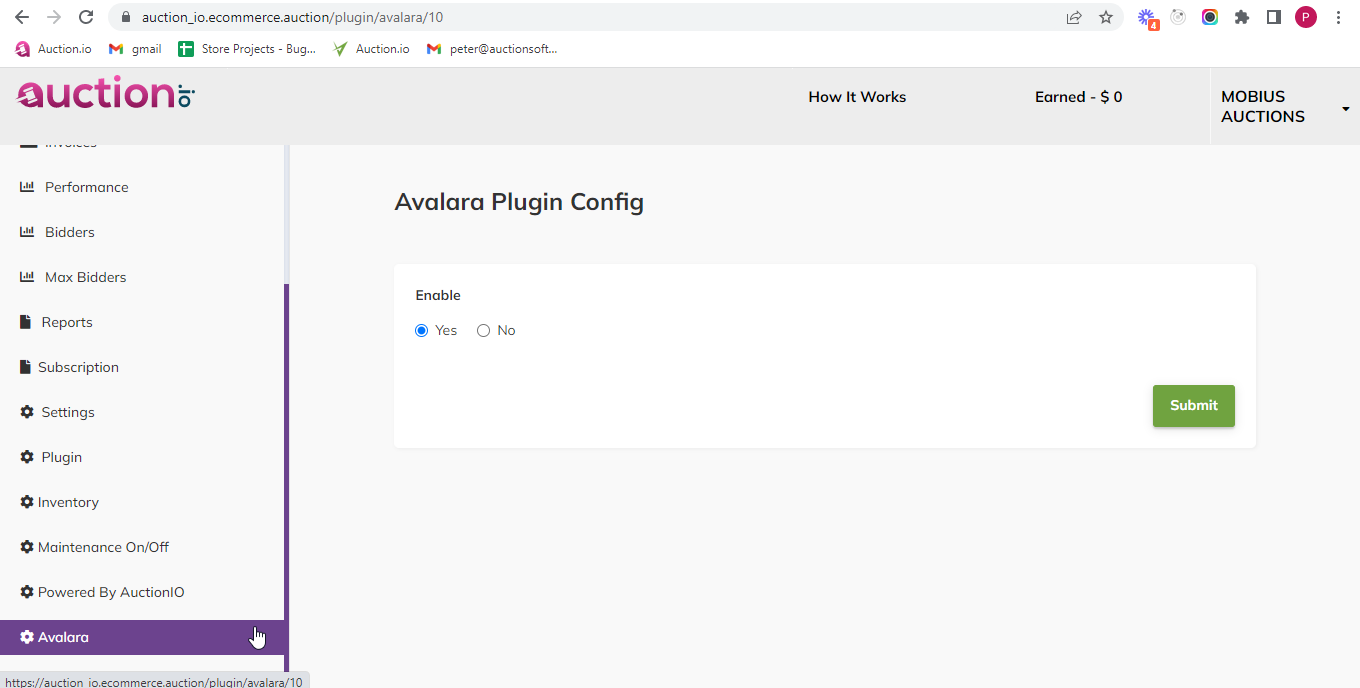 auction_io.ecommerce.auction/plugin/avalara/10
4
P
Auction.io
gmail
Store Projects - Bug...
Auction.io
peter@auctionsoft...
auction.io
How It Works
Earned - $ 0
MOBIUS
AUCTIONS
Invoices
Performance
Bidders
Max Bidders
Reports
Subscription
Settings
Plugin
Inventory
Maintenance On/Off
Powered By AuctionIO
Avalara
Avalara Plugin Config
Enable
Yes
No
Submit
https://auction_io.ecommerce.auction/plugin/avalara/10